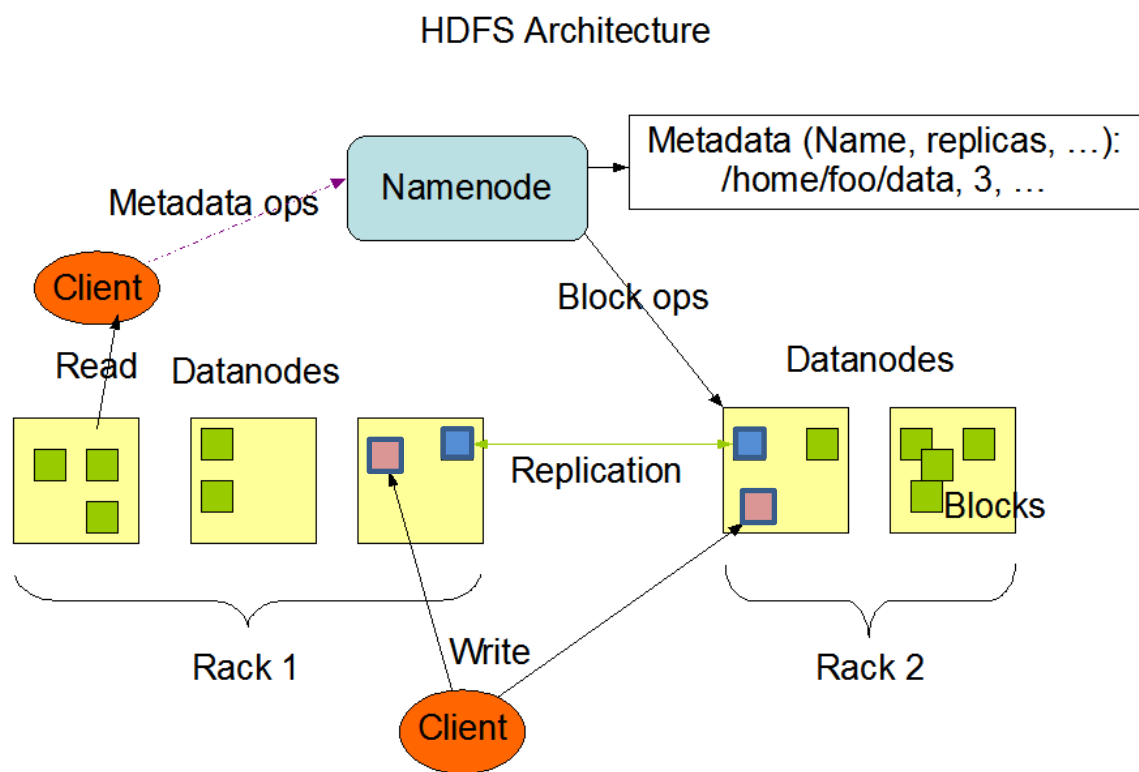 HDFS Architecture
Metadata (Name, replicas, …):
/home/foo/data, 3, …
Namenode
Metadata ops
Client
Block ops
Read
Datanodes
Datanodes
Replication
Blocks
Rack 1
Write
Rack 2
Client